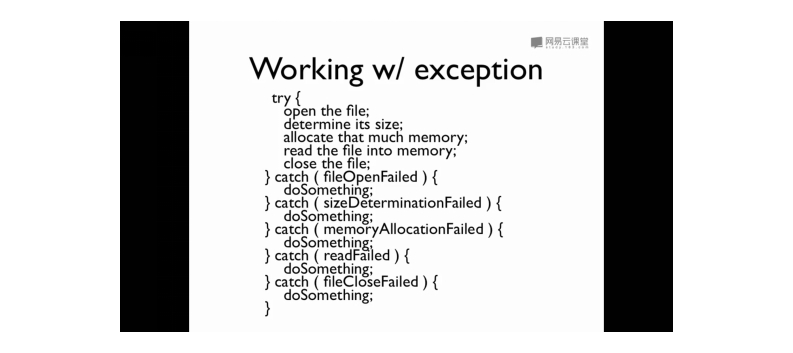 网易云课堂
Working w/ exception
try {
open the file;
determine its size;
allocate that much memory;
read the file into memory;
close the file;
} catch ( fileOpenFailed ) {
doSomething;
} catch ( sizeDeterminationFailed ) {
doSomething;
} catch ( memoryAllocationFailed ) {
doSomething;
} catch ( readFailed ) {
doSomething;
} catch ( fileCloseFailed ) {
doSomething;
}